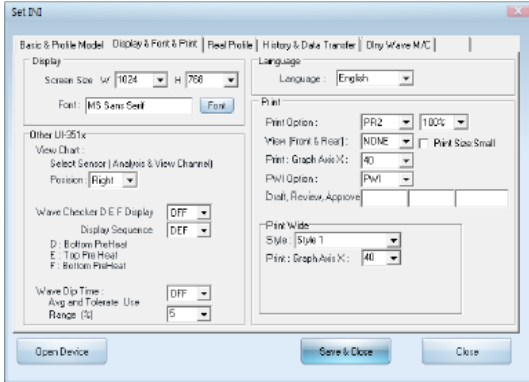 Set INI
Basic & Profile Model
Display & Font & Print
Reel Profile
History & Data Transfer
Olny Wave M/C
Display
Screen Size W 1024 H 768
Font: MS Sans Serif Font
Other UI-351x
View Chart :
Select Sensor ( Analysis & View Channel)
Posision : Right
Wave Checker D E F Display OFF
Display Sequence DEF
D : Bottom PreHeat
E : Top Pre Heat
F : Bottom PreHeat
Wave Dip Time : OFF
Avg and Tolerate Use
Range (%) 5
Language
Language : English
Print
Print Option : PR2 100%
View (Front & Rear) : NONE Print Size:Small
Print : Graph Axis X : 40
PWI Option : PWI
Draft, Review, Approve
Print Wide
Style : Style 1
Print : Graph Axis X : 40
Open Device
Save & Close
Close